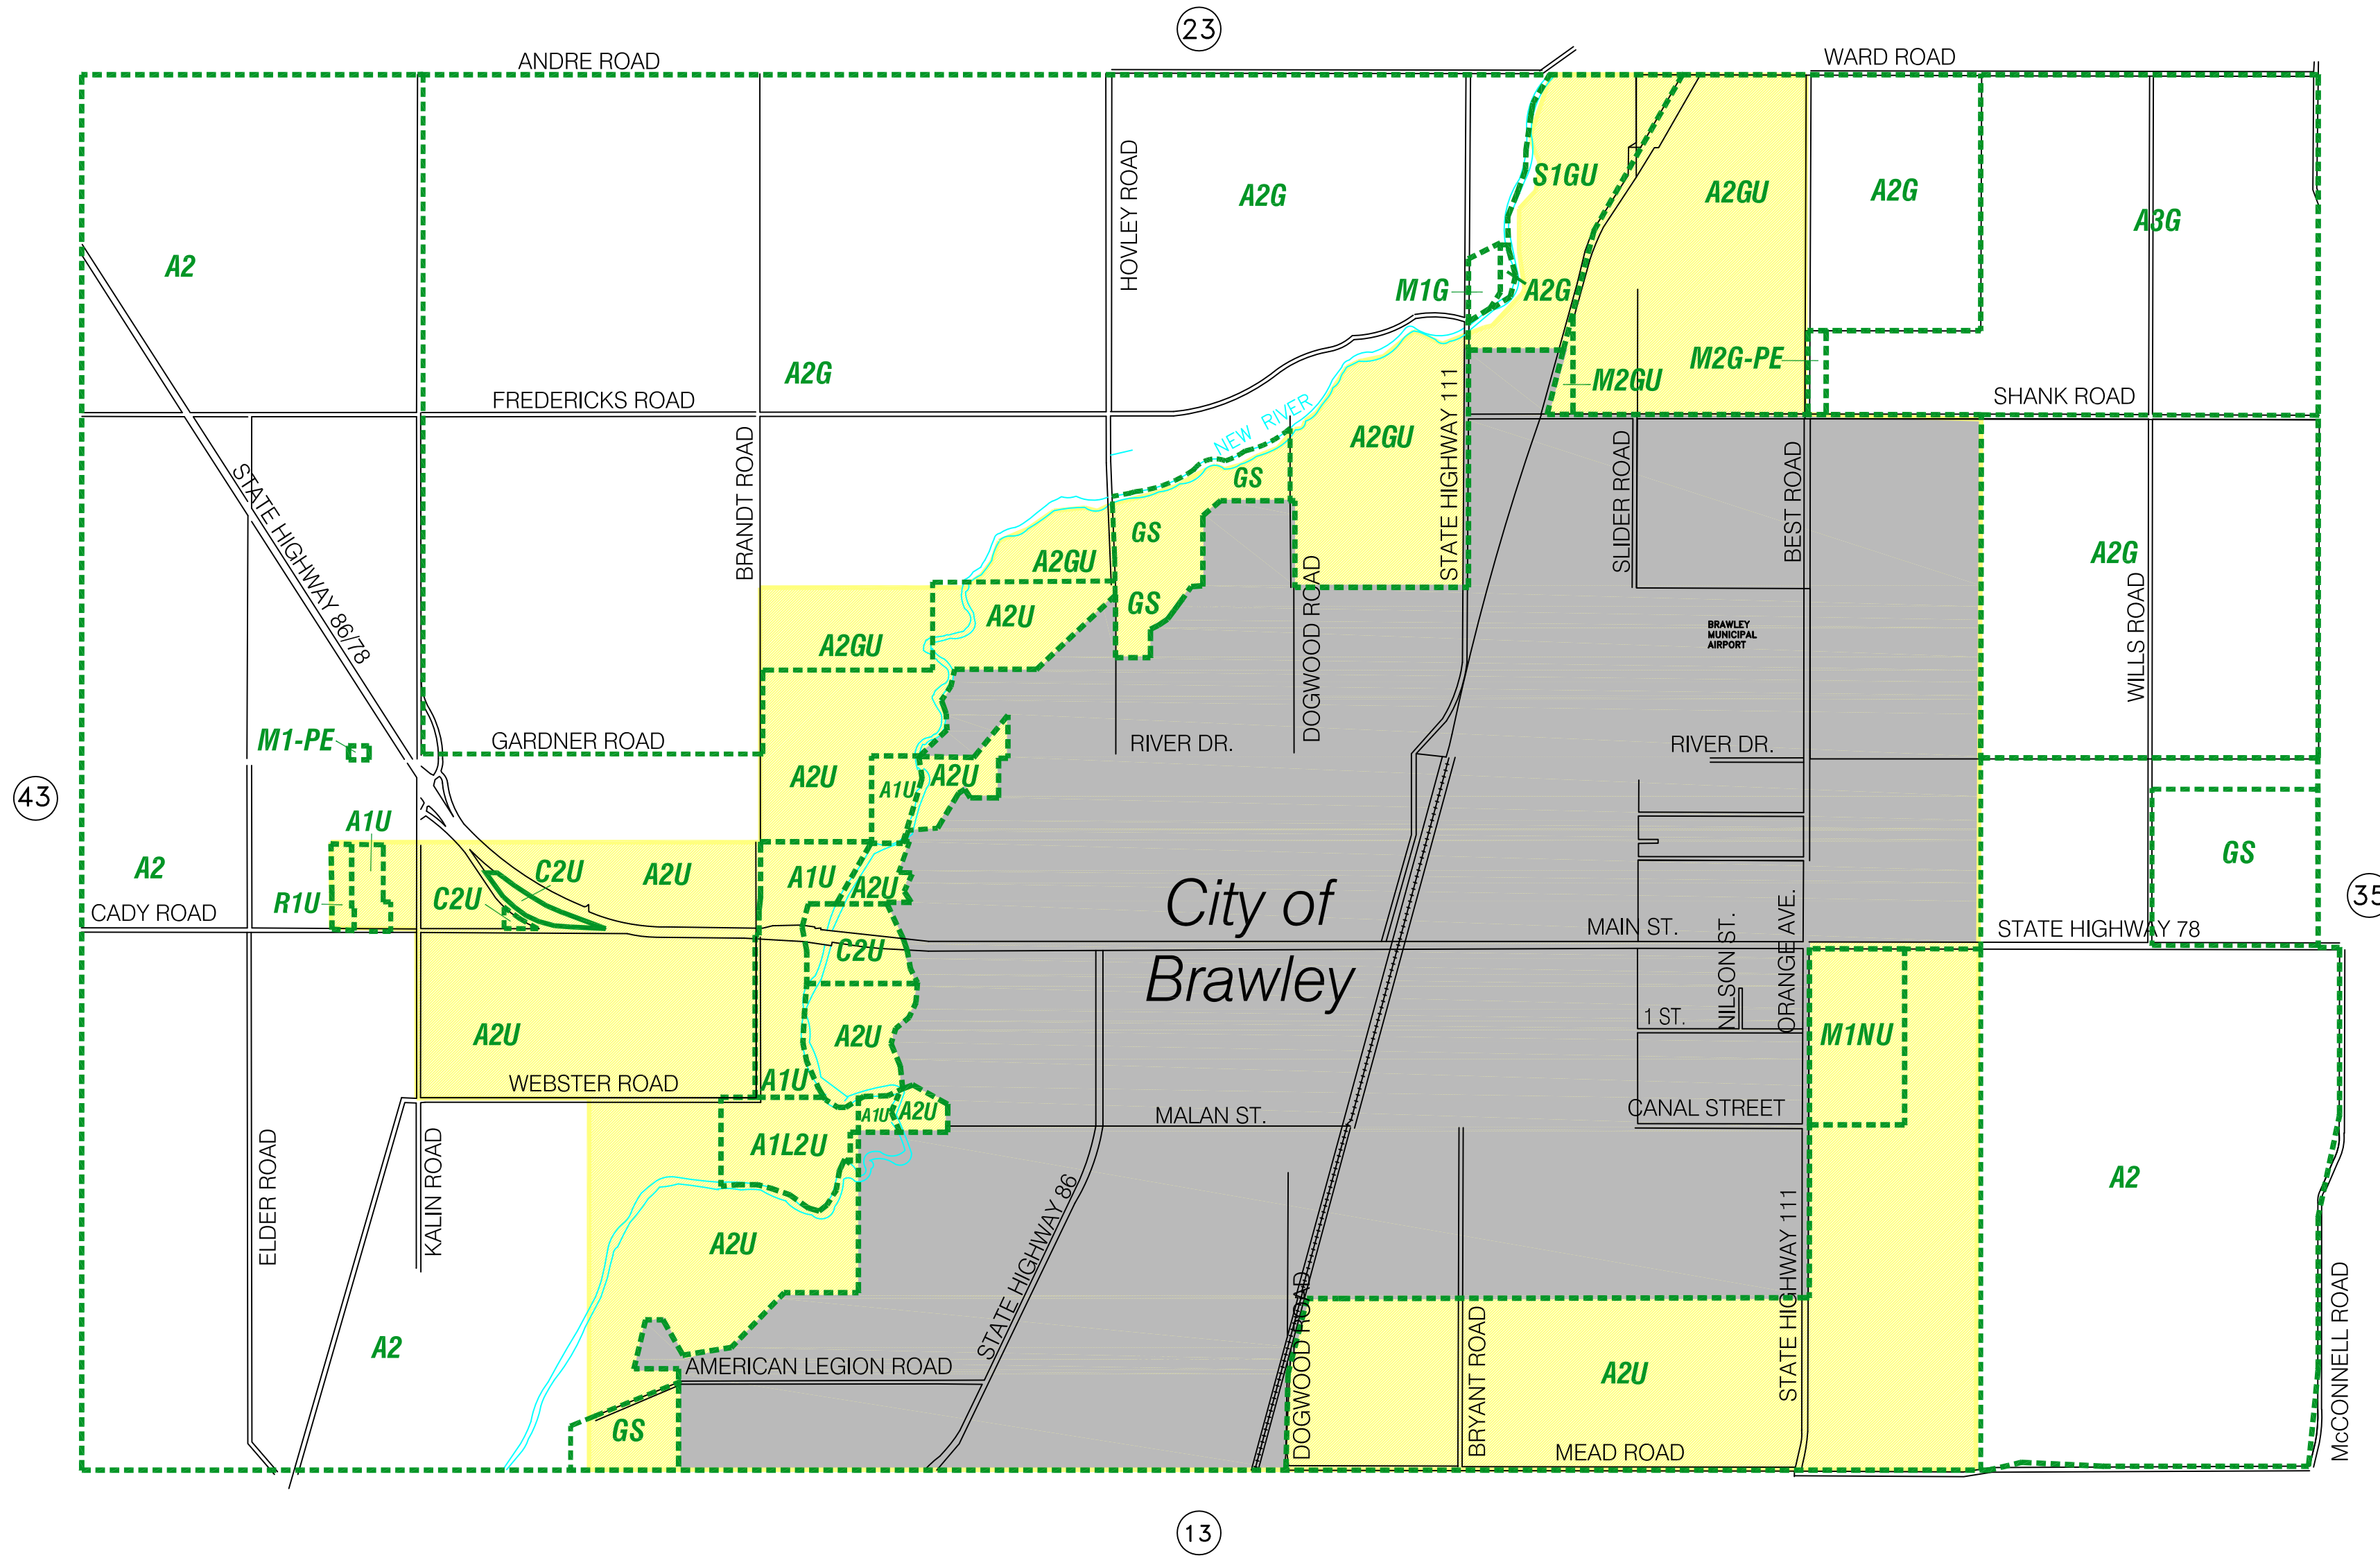 23
ANDRE ROAD
WARD ROAD
HOVLEY ROAD
S1GU
A2G
A2GU
A2G
A3G
A2
M1G
A2G
A2G
M2GU
M2G-PE
FREDERICKS ROAD
SHANK ROAD
NEW RIVER
STATE HIGHWAY 111
A2GU
STATE HIGHWAY 86/78
BRANDT ROAD
GS
GS
SLIDER ROAD
BEST ROAD
A2G
A2GU
GS
A2U
DOGWOOD ROAD
WILLS ROAD
BRAWLEY
MUNICIPAL
AIRPORT
A2GU
M1-PE
GARDNER ROAD
RIVER DR.
RIVER DR.
A2U
A1U
A2U
43
A1U
A2
R1U
C2U
C2U
A2U
A1U
A2U
GS
35
CADY ROAD
City of
Brawley
MAIN ST.
NILSON ST.
ORANGE AVE.
STATE HIGHWAY 78
C2U
A2U
A2U
1 ST.
M1NU
WEBSTER ROAD
A1U
A1U
A2U
MALAN ST.
CANAL STREET
A1L2U
ELDER ROAD
KALIN ROAD
A2U
STATE HIGHWAY 86
STATE HIGHWAY 111
A2
A2
AMERICAN LEGION ROAD
DOGWOOD ROAD
BRYANT ROAD
A2U
McCONNELL ROAD
GS
MEAD ROAD
13